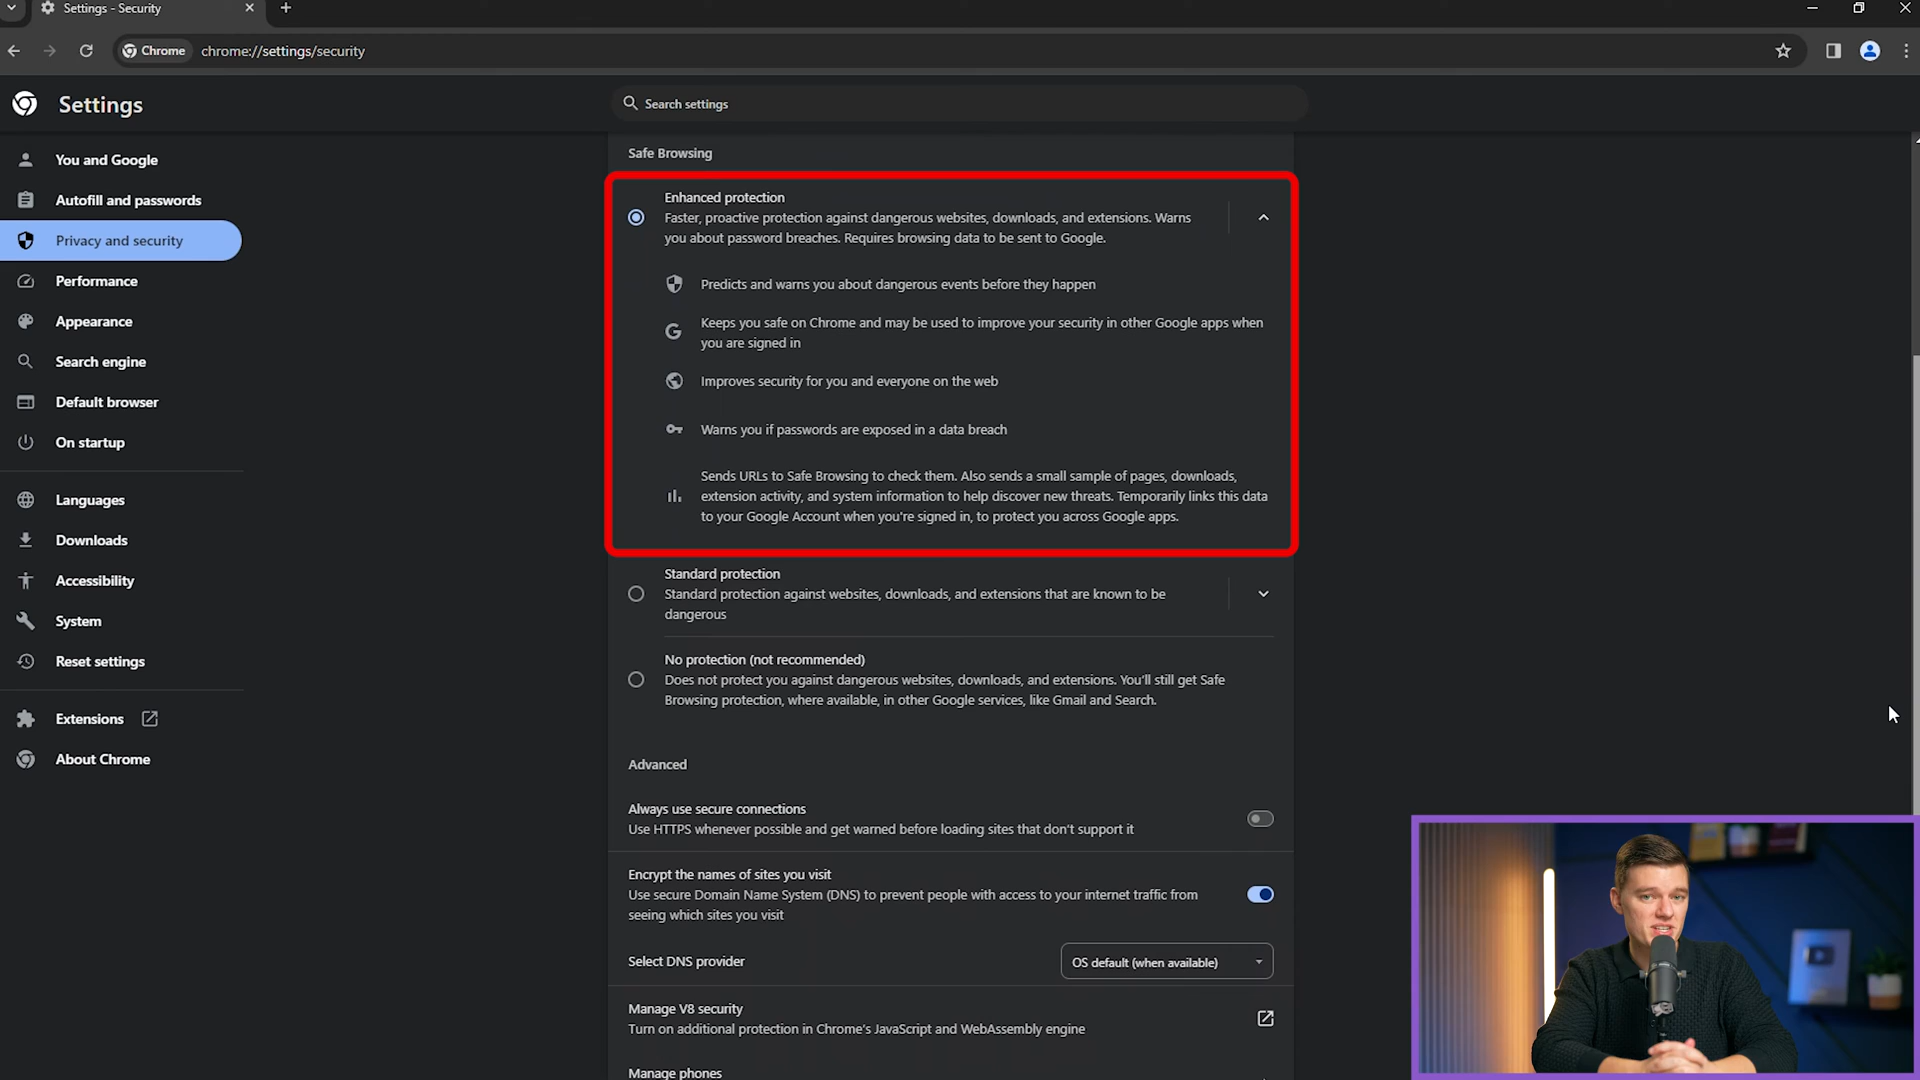 Settings - Security
Chrome
chrome://settings/security
Settings
Search settings
You and Google
Autofill and passwords
Privacy and security
Performance
Appearance
Search engine
Default browser
On startup
Languages
Downloads
Accessibility
System
Reset settings
Extensions
About Chrome
Safe Browsing
Enhanced protection
Faster, proactive protection against dangerous websites, downloads, and extensions. Warns
you about password breaches. Requires browsing data to be sent to Google.
Predicts and warns you about dangerous events before they happen
Keeps you safe on Chrome and may be used to improve your security in other Google apps when
you are signed in
Improves security for you and everyone on the web
Warns you if passwords are exposed in a data breach
Sends URLs to Safe Browsing to check them. Also sends a small sample of pages, downloads,
extension activity, and system information to help discover new threats. Temporarily links this data
to your Google Account when you're signed in, to protect you across Google apps.
Standard protection
Standard protection against websites, downloads, and extensions that are known to be
dangerous
No protection (not recommended)
Does not protect you against dangerous websites, downloads, and extensions. You'll still get Safe
Browsing protection, where available, in other Google services, like Gmail and Search.
Advanced
Always use secure connections
Use HTTPS whenever possible and get warned before loading sites that don't support it
Encrypt the names of sites you visit
Use secure Domain Name System (DNS) to prevent people with access to your internet traffic from
seeing which sites you visit
Select DNS provider
OS default (when available)
Manage V8 security
Turn on additional protection in Chrome's JavaScript and WebAssembly engine
Manage phones